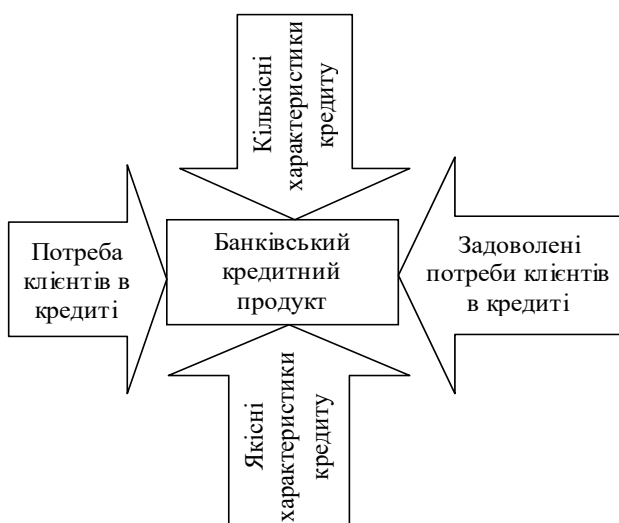 Кількісні
характеристики
кредиту
Потреба
клієнтів в
кредиті
Банківський
кредитний
продукт
Задоволені
потреби клієнтів
в кредиті
Якісні
характеристики
кредиту